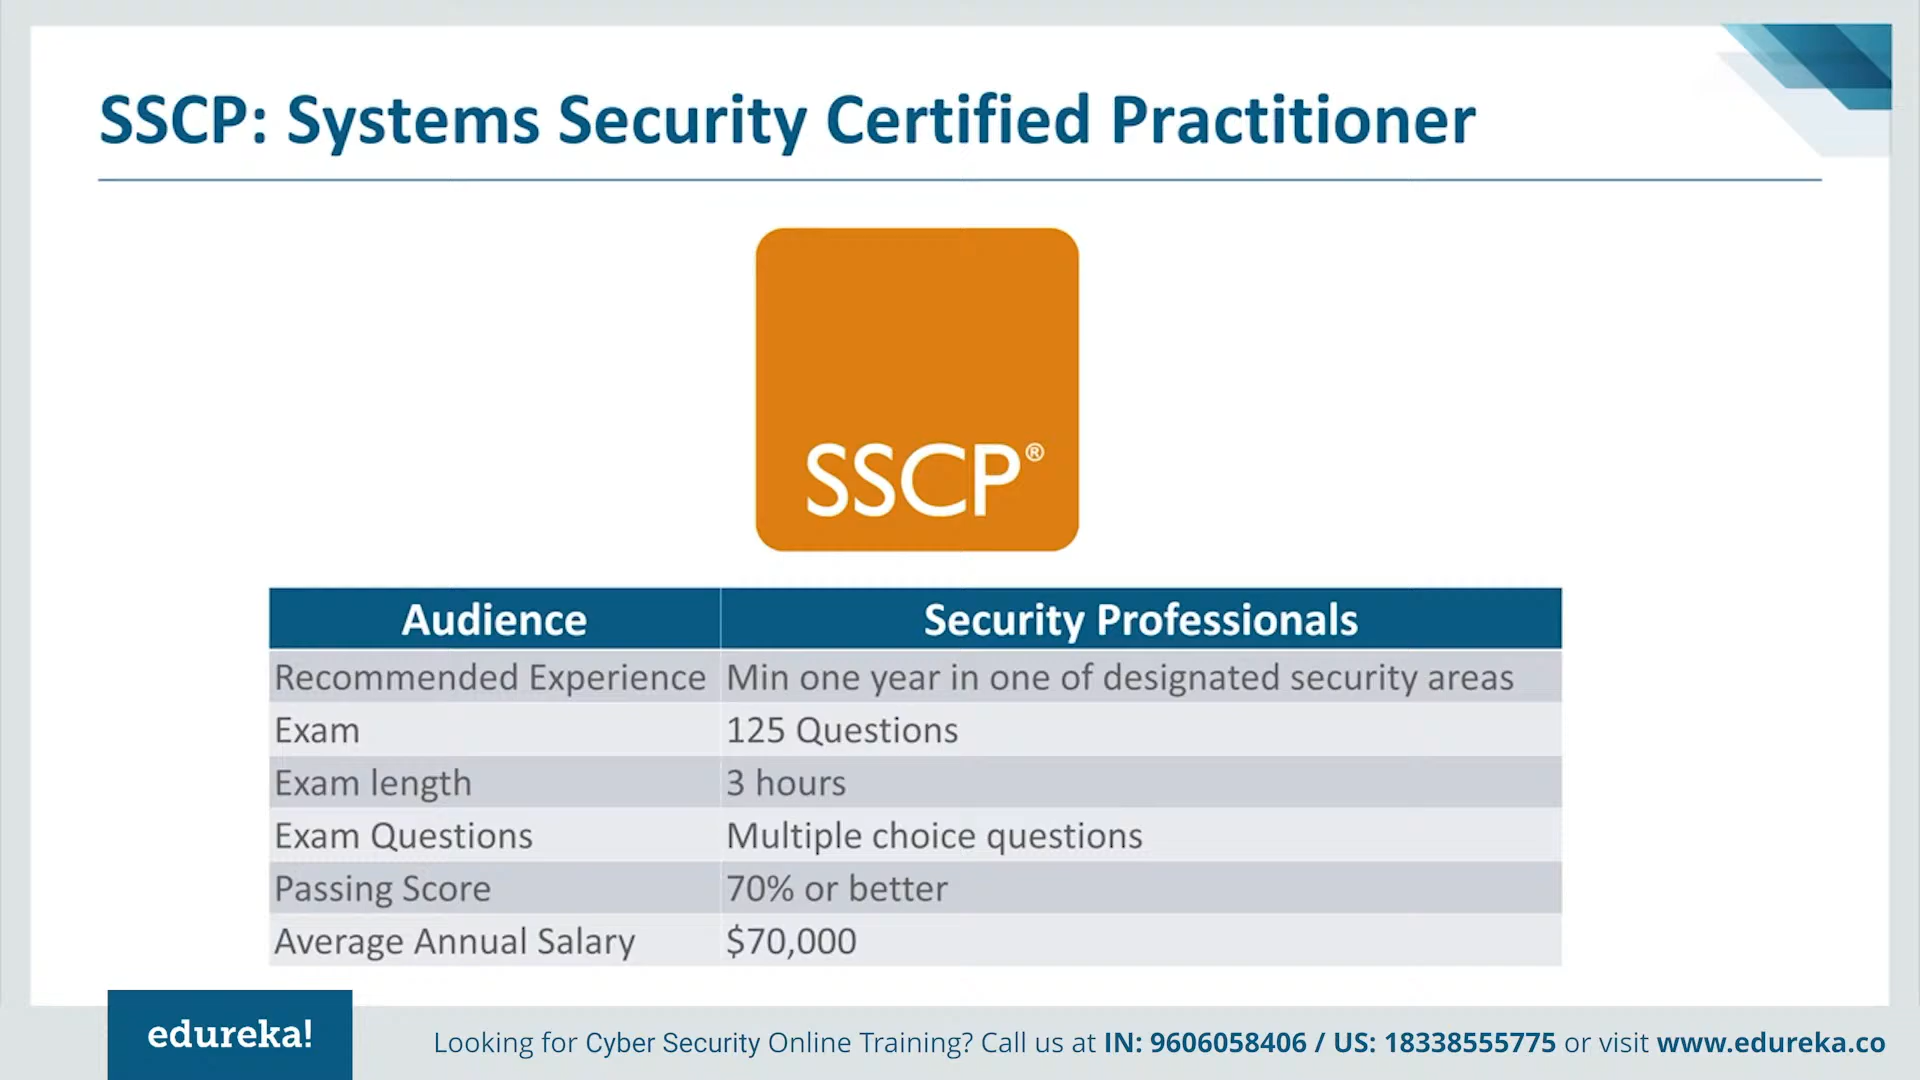 SSCP: Systems Security Certified Practitioner
SSCP®
Audience Security Professionals
Recommended Experience Min one year in one of designated security areas
Exam 125 Questions
Exam length 3 hours
Exam Questions Multiple choice questions
Passing Score 70% or better
Average Annual Salary $70,000
edureka!
Looking for Cyber Security Online Training? Call us at IN: 9606058406 / US: 18338555775 or visit www.edureka.co